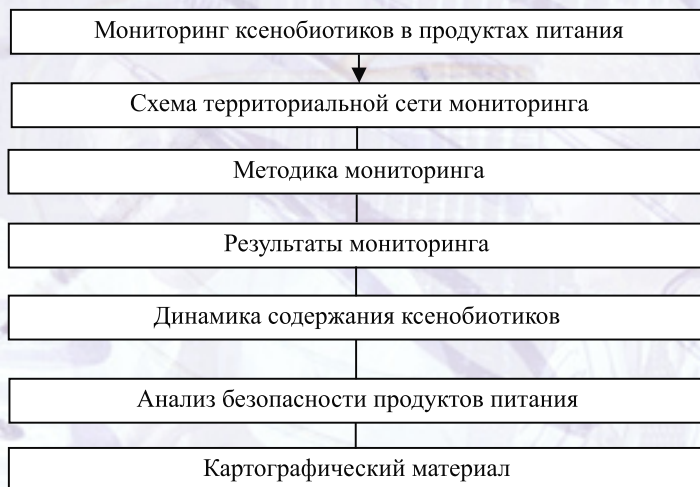 Мониторинг ксенобиотиков в продуктах питания
Схема территориальной сети мониторинга
Методика мониторинга
Результаты мониторинга
Динамика содержания ксенобиотиков
Анализ безопасности продуктов питания
Картографический материал